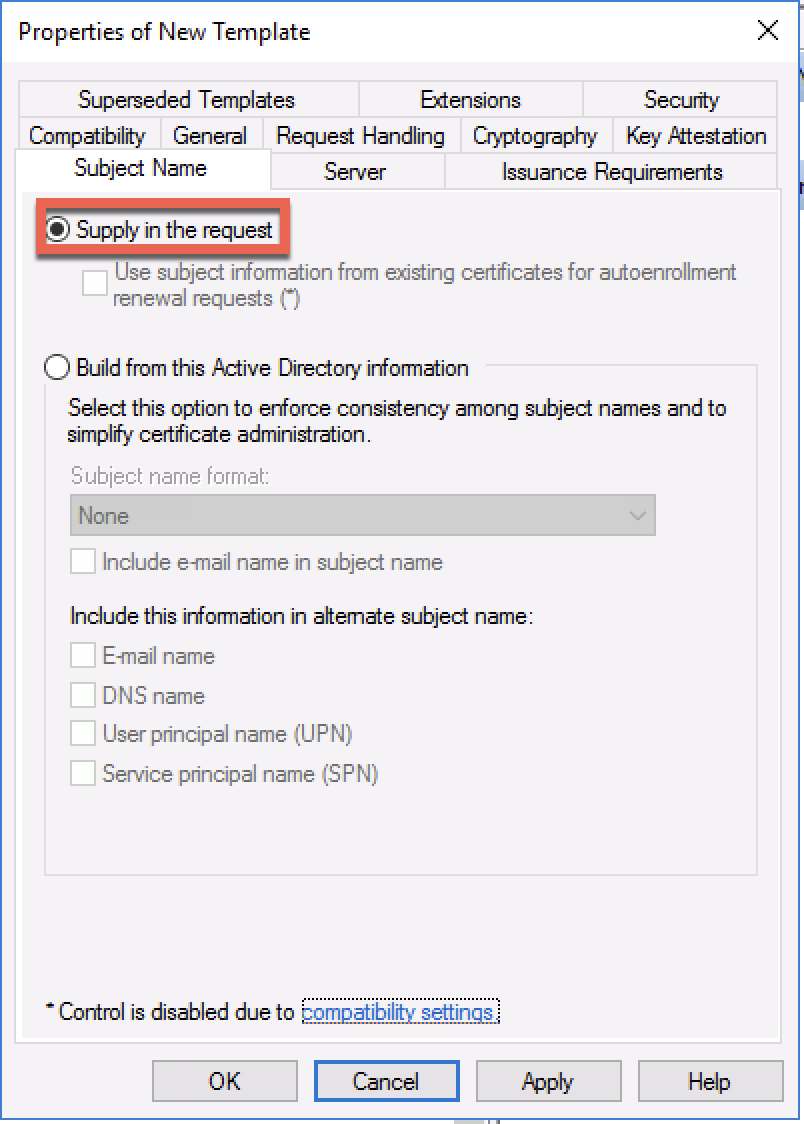 Properties of New Template
Superseded Templates Extensions Security
Compatibility General Request Handling Cryptography Key Attestation
Subject Name Server Issuance Requirements
Supply in the request
Use subject information from existing certificates for autoenrollment
renewal requests (*)
Build from this Active Directory information
Select this option to enforce consistency among subject names and to
simplify certificate administration.
Subject name format:
None
Include e-mail name in subject name
Include this information in alternate subject name:
E-mail name
DNS name
User principal name (UPN)
Service principal name (SPN)
* Control is disabled due to compatibility settings.
OK Cancel Apply Help